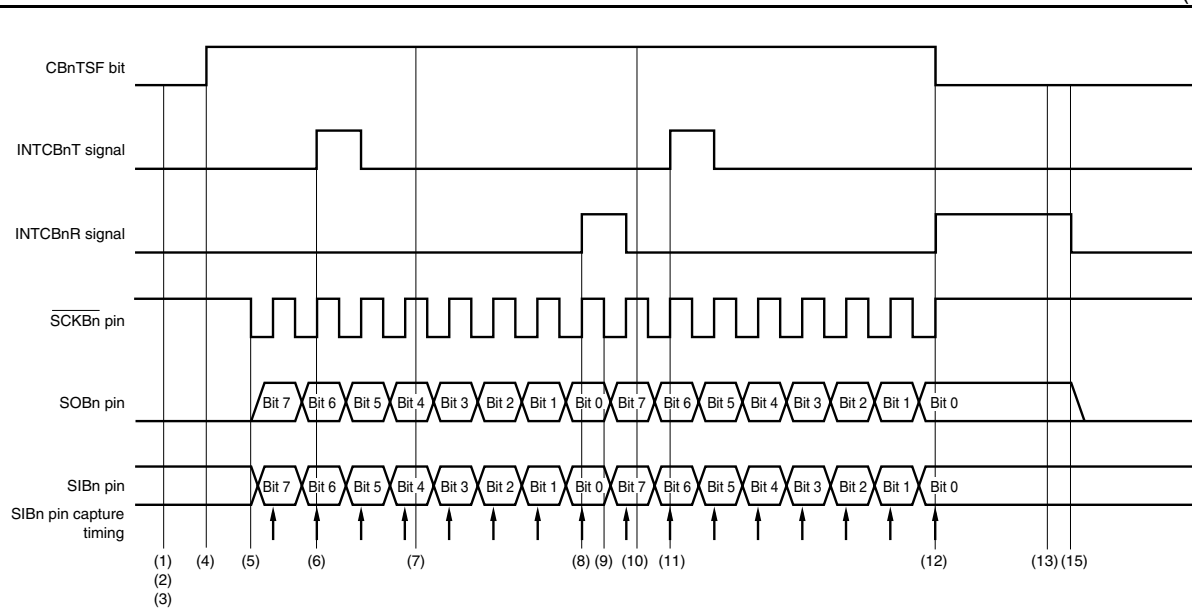 CBnTSF bit
INTCBnT signal
INTCBnR signal
SCKBn pin
SOBn pin
Bit 7 Bit 6 Bit 5 Bit 4 Bit 3 Bit 2 Bit 1 Bit 0 Bit 7 Bit 6 Bit 5 Bit 4 Bit 3 Bit 2 Bit 1 Bit 0
SIBn pin
Bit 7 Bit 6 Bit 5 Bit 4 Bit 3 Bit 2 Bit 1 Bit 0 Bit 7 Bit 6 Bit 5 Bit 4 Bit 3 Bit 2 Bit 1 Bit 0
SIBn pin capture
timing
(1) (4) (5) (6) (7) (8) (9) (10) (11) (12) (13) (15)
(2)
(3)